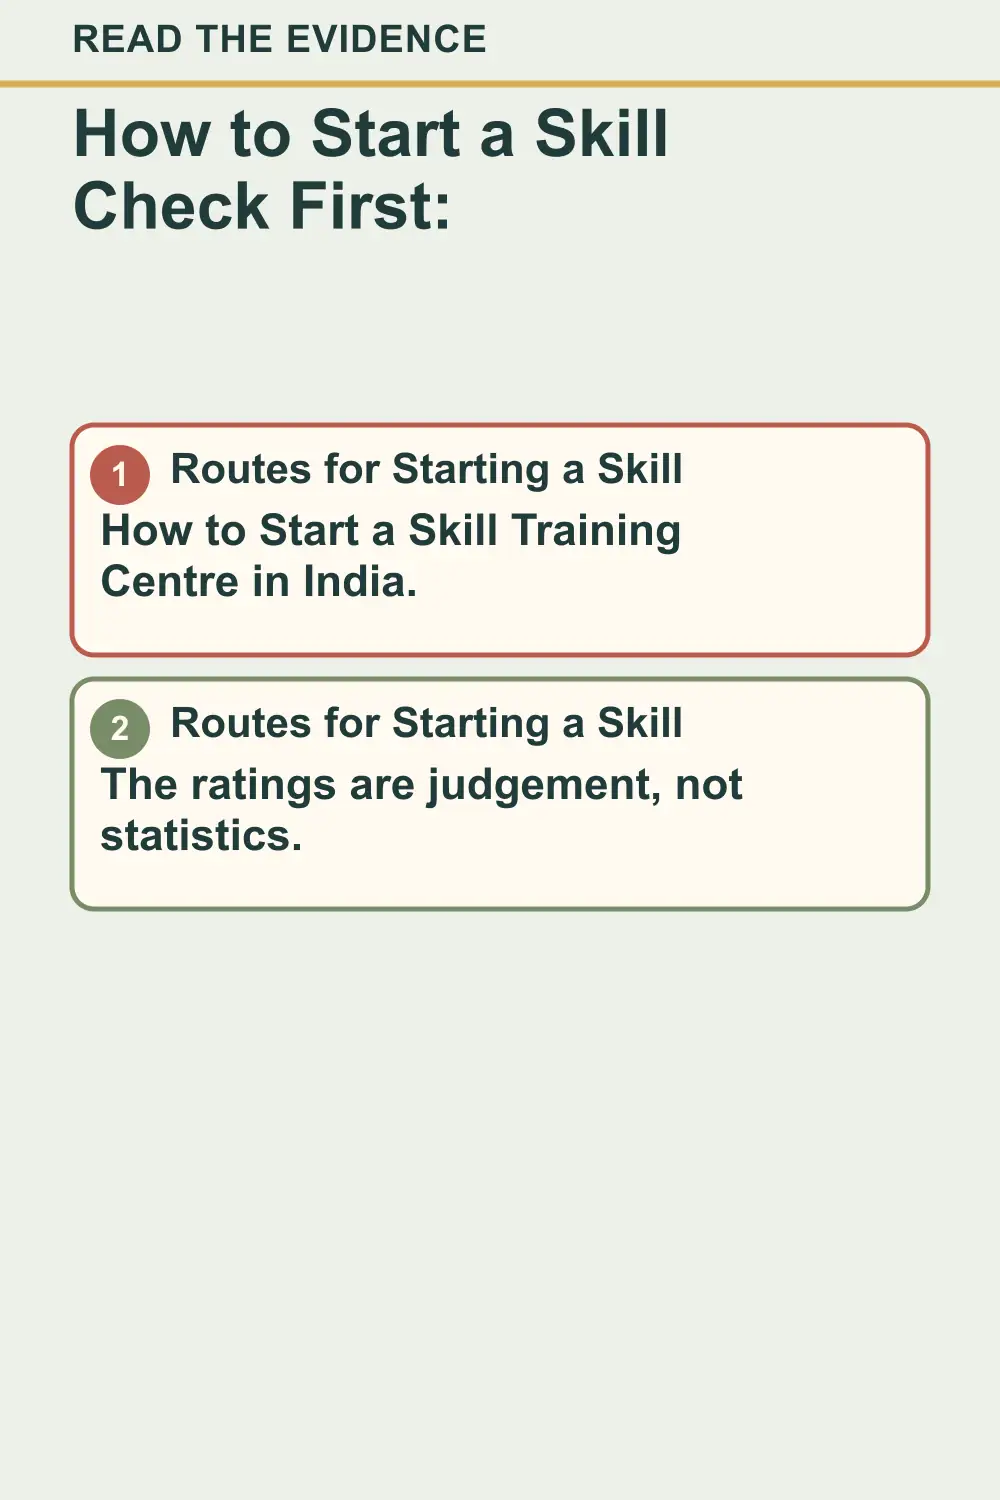 READ THE EVIDENCE
How to Start a Skill
Check First:
1 Routes for Starting a Skill
How to Start a Skill Training
Centre in India.
2 Routes for Starting a Skill
The ratings are judgement, not
statistics.